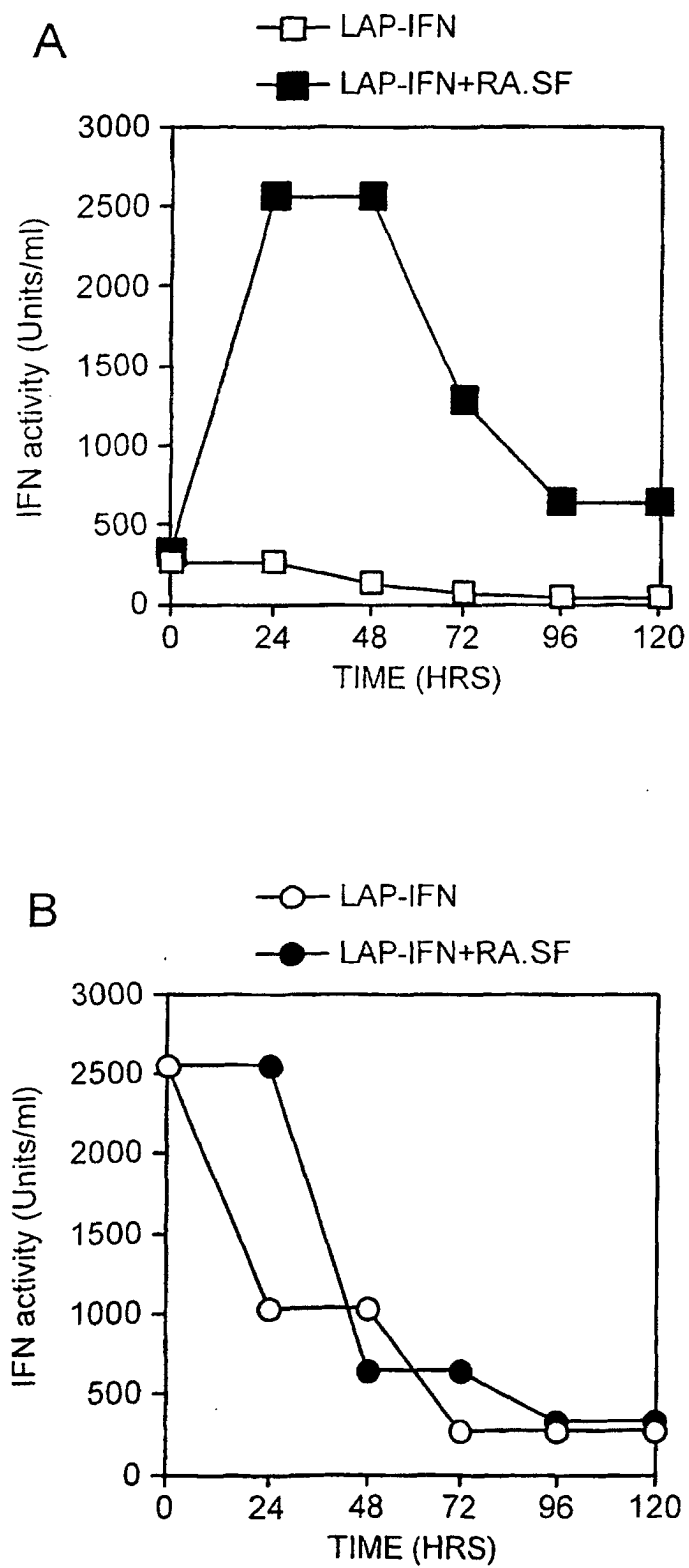 A
LAP-IFN
LAP-IFN+RA.SF
IFN activity (Units/ml)
3000
2500
2000
1500
1000
500
0
0 24 48 72 96 120
TIME (HRS)
B
LAP-IFN
LAP-IFN+RA.SF
IFN activity (Units/ml)
3000
2500
2000
1500
1000
500
0
0 24 48 72 96 120
TIME (HRS)